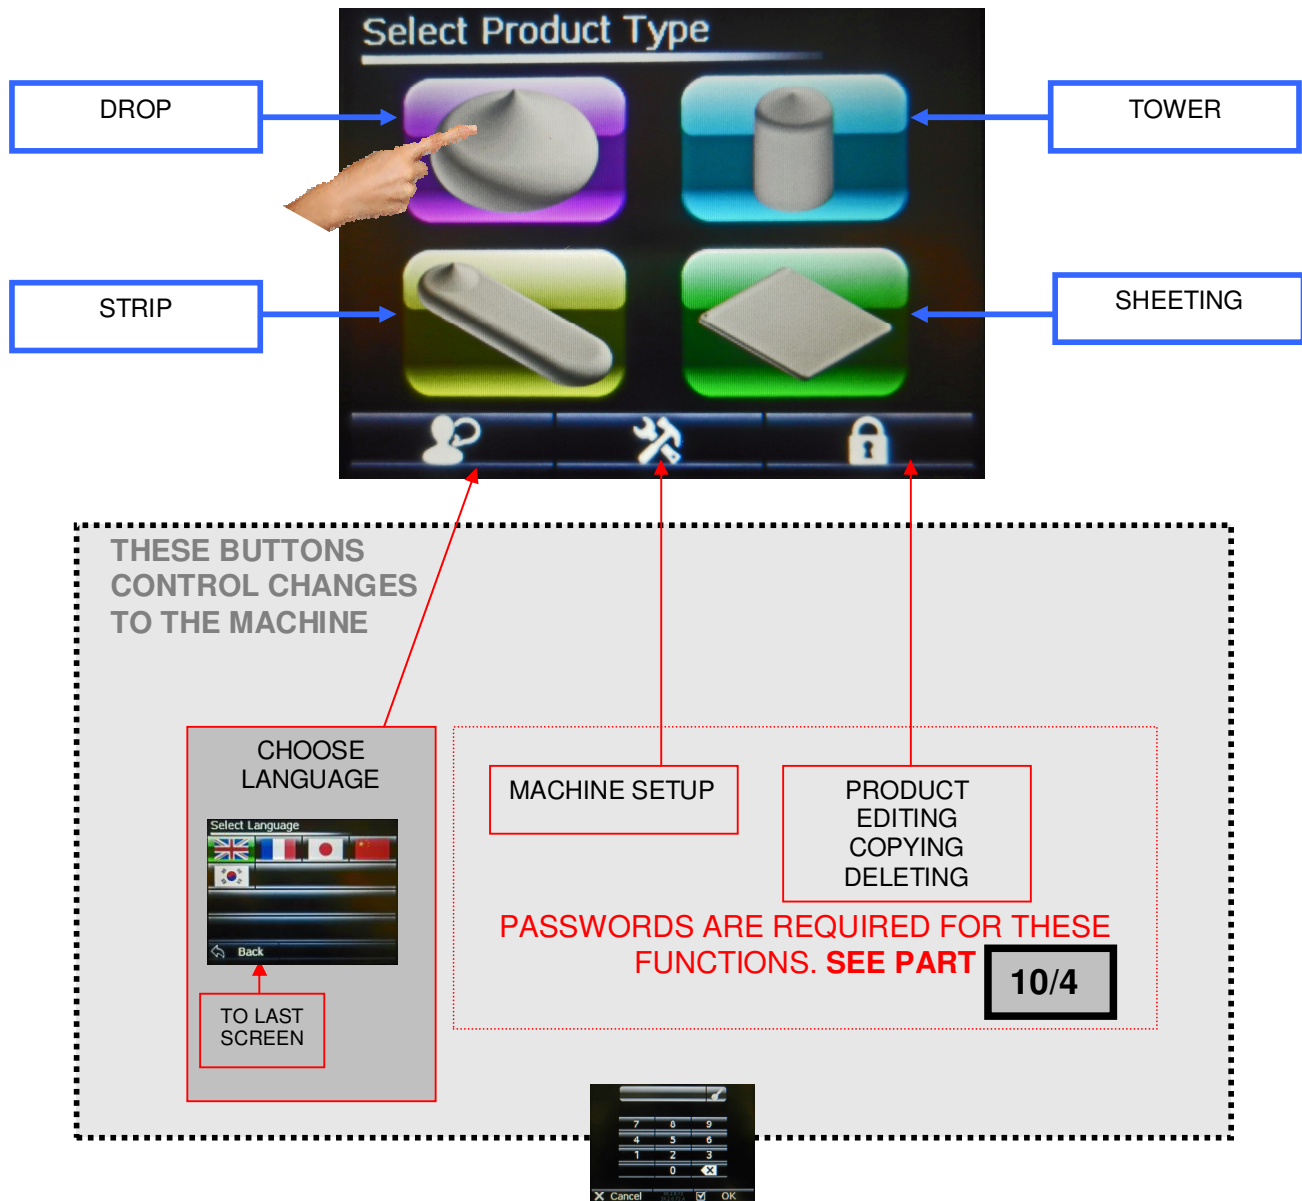 Select Product Type
DROP
TOWER
STRIP
SHEETING
THESE BUTTONS
CONTROL CHANGES
TO THE MACHINE
CHOOSE
LANGUAGE
Select Language
Back
TO LAST
SCREEN
MACHINE SETUP
PRODUCT
EDITING
COPYING
DELETING
PASSWORDS ARE REQUIRED FOR THESE
FUNCTIONS. SEE PART
10/4
7 8 9
4 5 6
1 2 3
0
Cancel OK